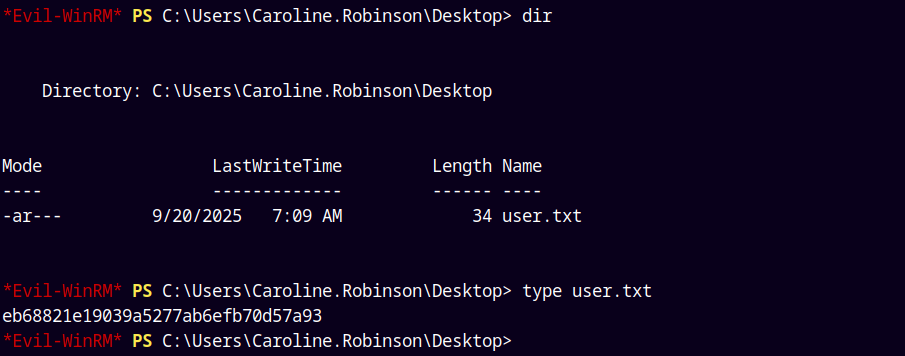 *Evil-WinRM* PS C:\Users\Caroline.Robinson\Desktop> dir
Directory: C:\Users\Caroline.Robinson\Desktop
Mode                 LastWriteTime         Length Name
----                 -------------         ------ ----
-ar---         9/20/2025   7:09 AM             34 user.txt
*Evil-WinRM* PS C:\Users\Caroline.Robinson\Desktop> type user.txt
eb68821e19039a5277ab6efb70d57a93
*Evil-WinRM* PS C:\Users\Caroline.Robinson\Desktop>